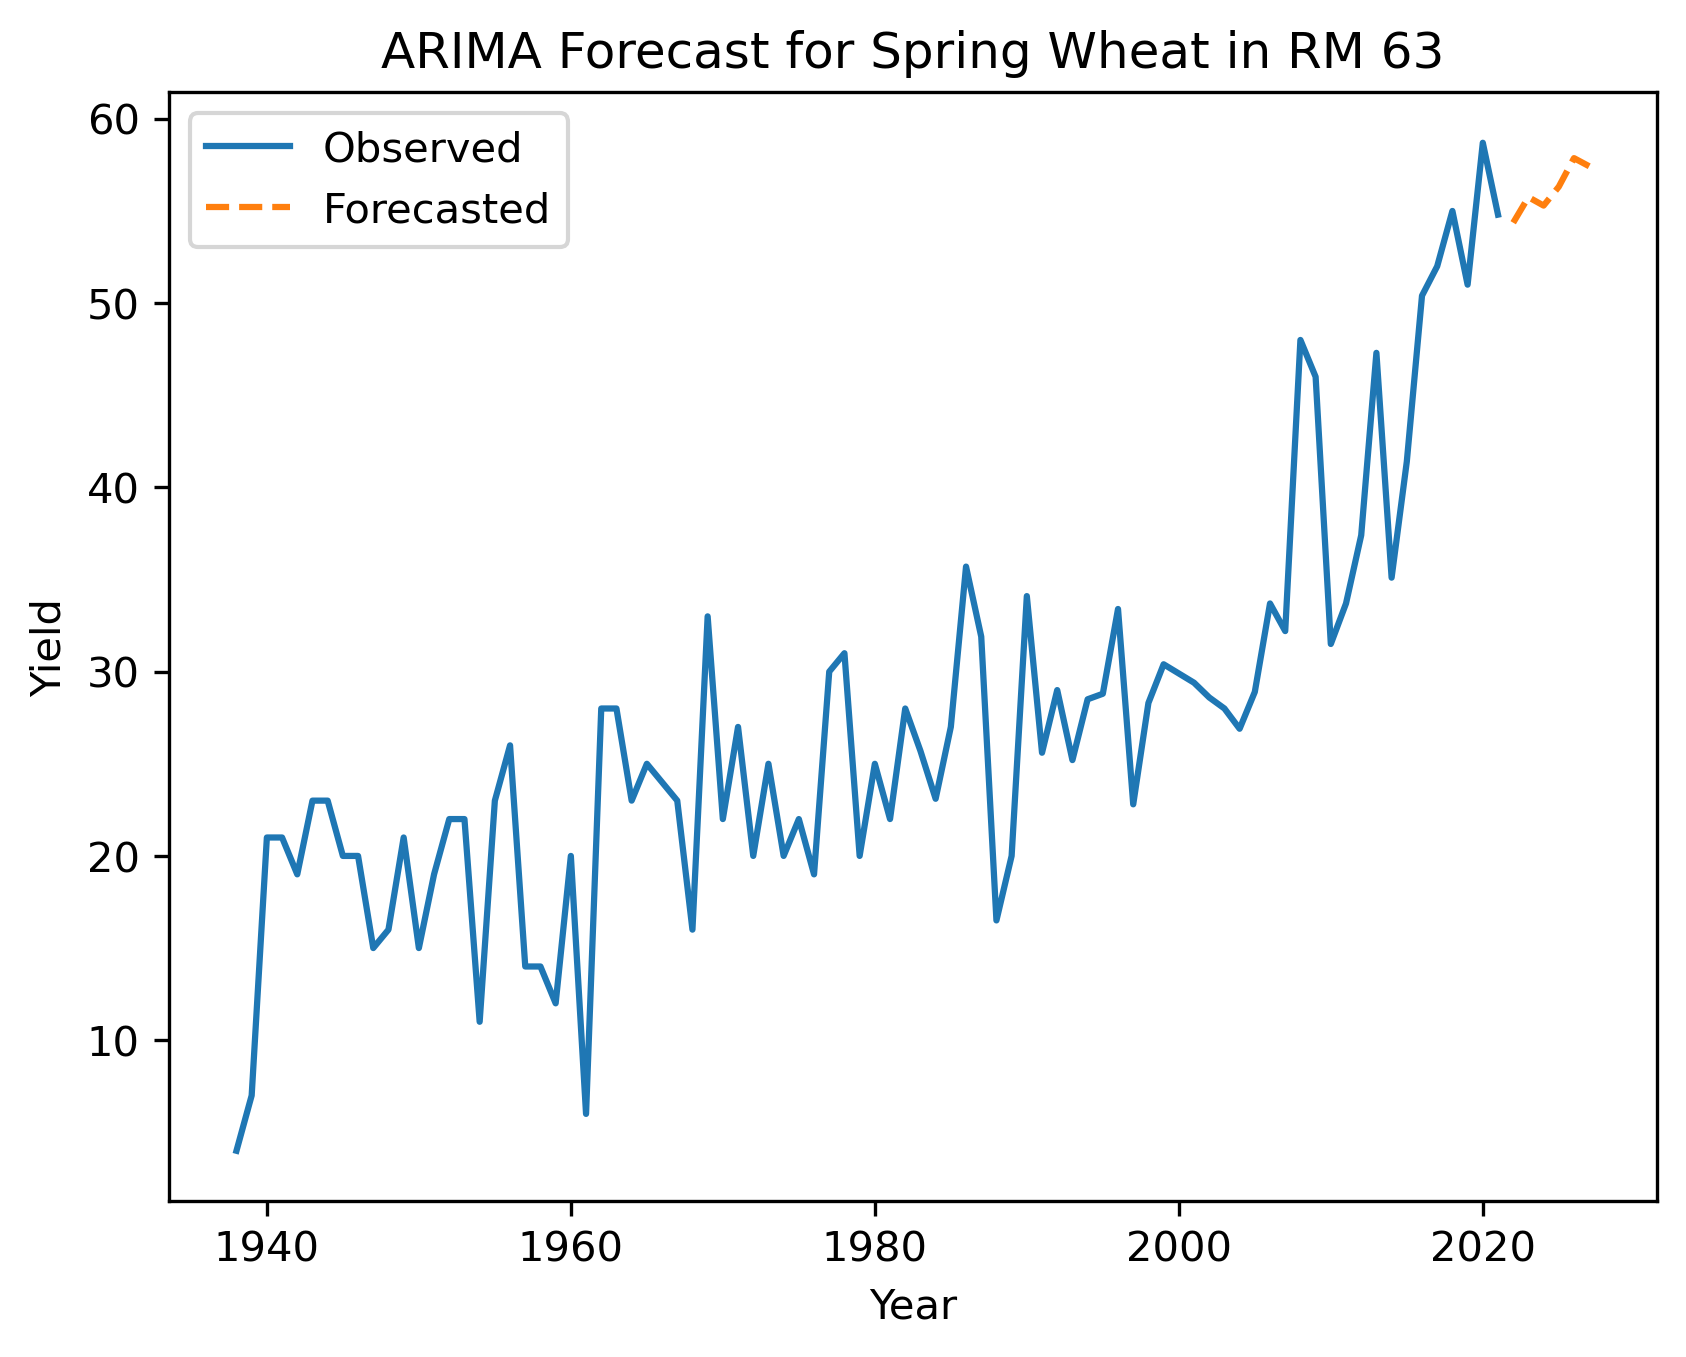 ARIMA Forecast for Spring Wheat in RM 63
Observed
Forecasted
60
50
40
30
20
10
Yield
1940 1960 1980 2000 2020
Year